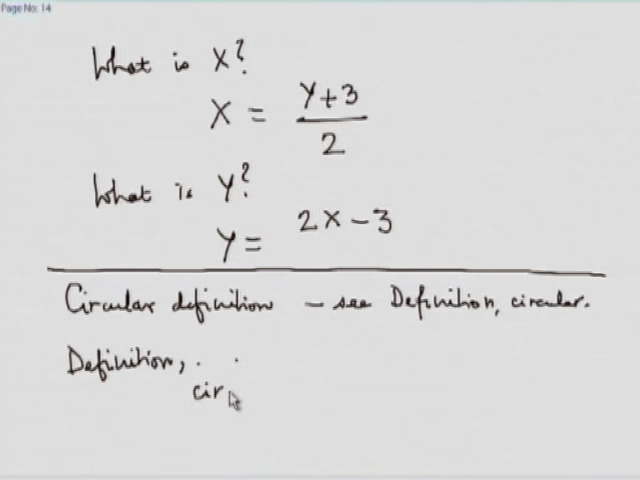 Page No: 14
What is X?
X = Y+3
2
What is Y?
Y = 2X - 3
Circular definition - see Definition, circular.
Definition, . .
cir